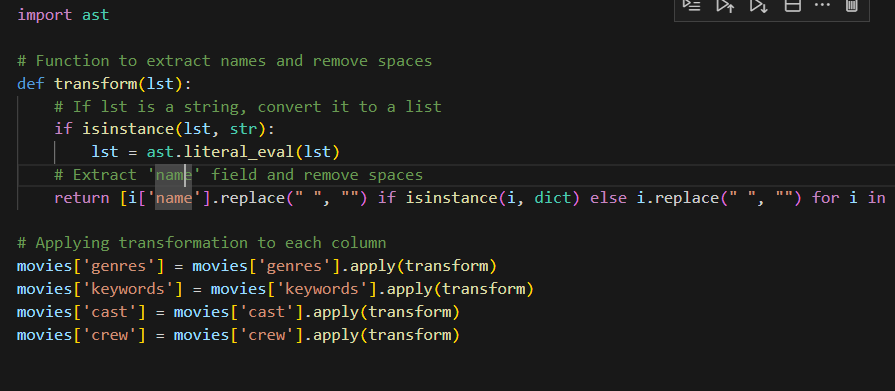 import ast
# Function to extract names and remove spaces
def transform(lst):
    # If lst is a string, convert it to a list
    if isinstance(lst, str):
        lst = ast.literal_eval(lst)
    # Extract 'name' field and remove spaces
    return [i['name'].replace(" ", "") if isinstance(i, dict) else i.replace(" ", "") for i in
# Applying transformation to each column
movies['genres'] = movies['genres'].apply(transform)
movies['keywords'] = movies['keywords'].apply(transform)
movies['cast'] = movies['cast'].apply(transform)
movies['crew'] = movies['crew'].apply(transform)